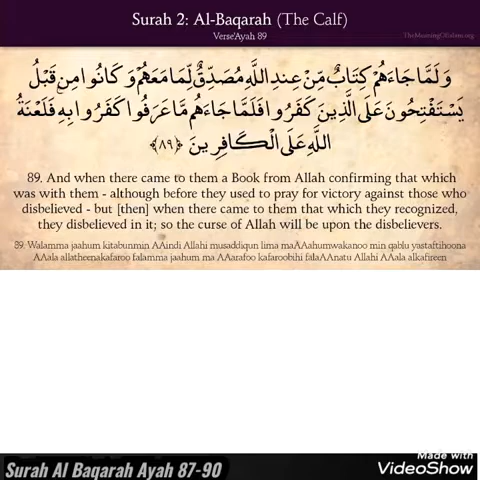 Surah 2: Al-Baqarah (The Calf)
Verse'Ayah 89
TheMeaningOfIslam.org
وَلَمَّا جَاءَهُمْ كِتَابٌ مِّنْ عِندِ اللَّهِ مُصَدِّقٌ لِّمَا مَعَهُمْ وَكَانُوا مِن قَبْلُ
يَسْتَفْتِحُونَ عَلَى الَّذِينَ كَفَرُوا فَلَمَّا جَاءَهُم مَّا عَرَفُوا كَفَرُوا بِهِ فَلَعْنَةُ
اللَّهِ عَلَى الْكَافِرِينَ ﴿٨٩﴾
89. And when there came to them a Book from Allah confirming that which
was with them - although before they used to pray for victory against those who
disbelieved - but [then] when there came to them that which they recognized,
they disbelieved in it; so the curse of Allah will be upon the disbelievers.
89. Walamma jaahum kitabunmin AAindi Allahi musaddiqun lima maAAahumwakanoo min qablu yastaftihoona
AAala allatheenakafaroo falamma jaahum ma AAarafoo kafaroobihi falaAAnatu Allahi AAala alkafireen
Surah Al Baqarah Ayah 87-90
Made with
VideoShow